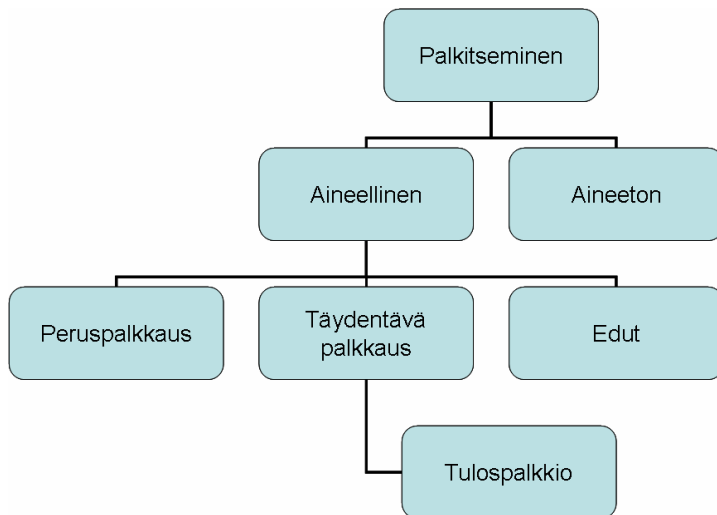 Palkitseminen
Aineellinen
Aineeton
Peruspalkkaus
Täydentävä
palkkaus
Edut
Tulospalkkio